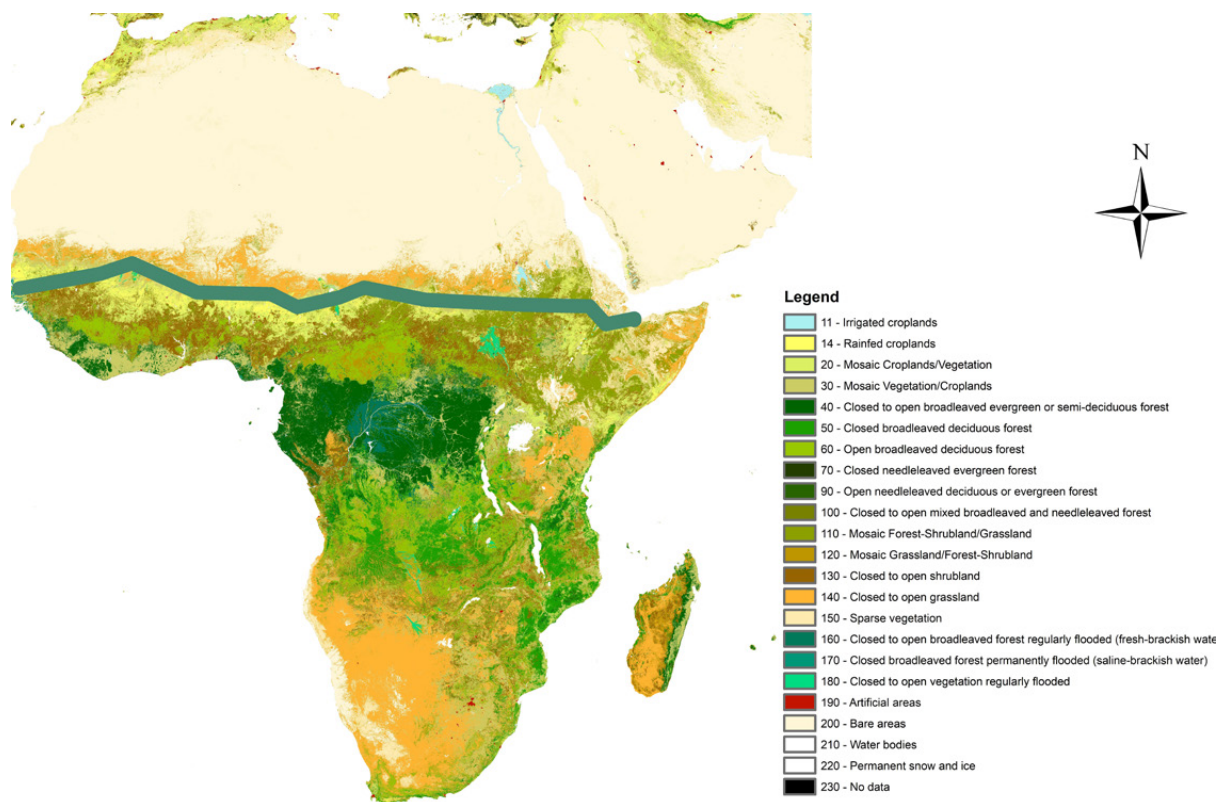 N
Legend
11 - Irrigated croplands
14 - Rainfed croplands
20 - Mosaic Croplands/Vegetation
30 - Mosaic Vegetation/Croplands
40 - Closed to open broadleaved evergreen or semi-deciduous forest
50 - Closed broadleaved deciduous forest
60 - Open broadleaved deciduous forest
70 - Closed needleleaved evergreen forest
90 - Open needleleaved deciduous or evergreen forest
100 - Closed to open mixed broadleaved and needleleaved forest
110 - Mosaic Forest-Shrubland/Grassland
120 - Mosaic Grassland/Forest-Shrubland
130 - Closed to open shrubland
140 - Closed to open grassland
150 - Sparse vegetation
160 - Closed to open broadleaved forest regularly flooded (fresh-brackish wate
170 - Closed broadleaved forest permanently flooded (saline-brackish water)
180 - Closed to open vegetation regularly flooded
190 - Artificial areas
200 - Bare areas
210 - Water bodies
220 - Permanent snow and ice
230 - No data